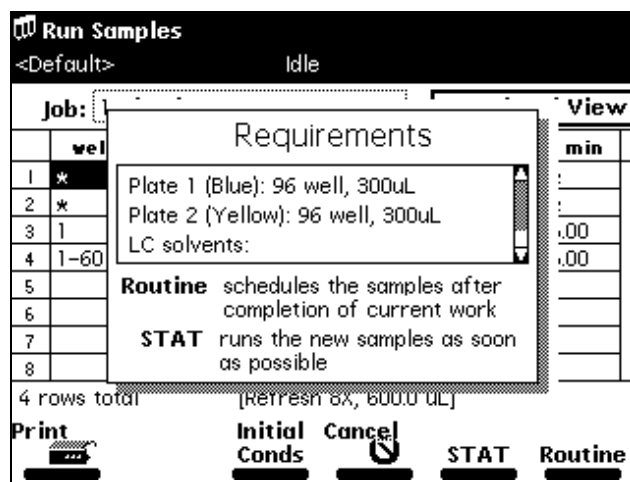 Run Samples
<Default> Idle
Job: View
wel min
Requirements
Plate 1 (Blue): 96 well, 300uL
Plate 2 (Yellow): 96 well, 300uL
LC solvents:
Routine schedules the samples after
completion of current work
STAT runs the new samples as soon
as possible
1 *
2 *
3 1 .00
4 1-60 .00
5
6
7
8
4 rows total [Refresh 8X, 600.0 uL]
Print Initial Conds Cancel STAT Routine